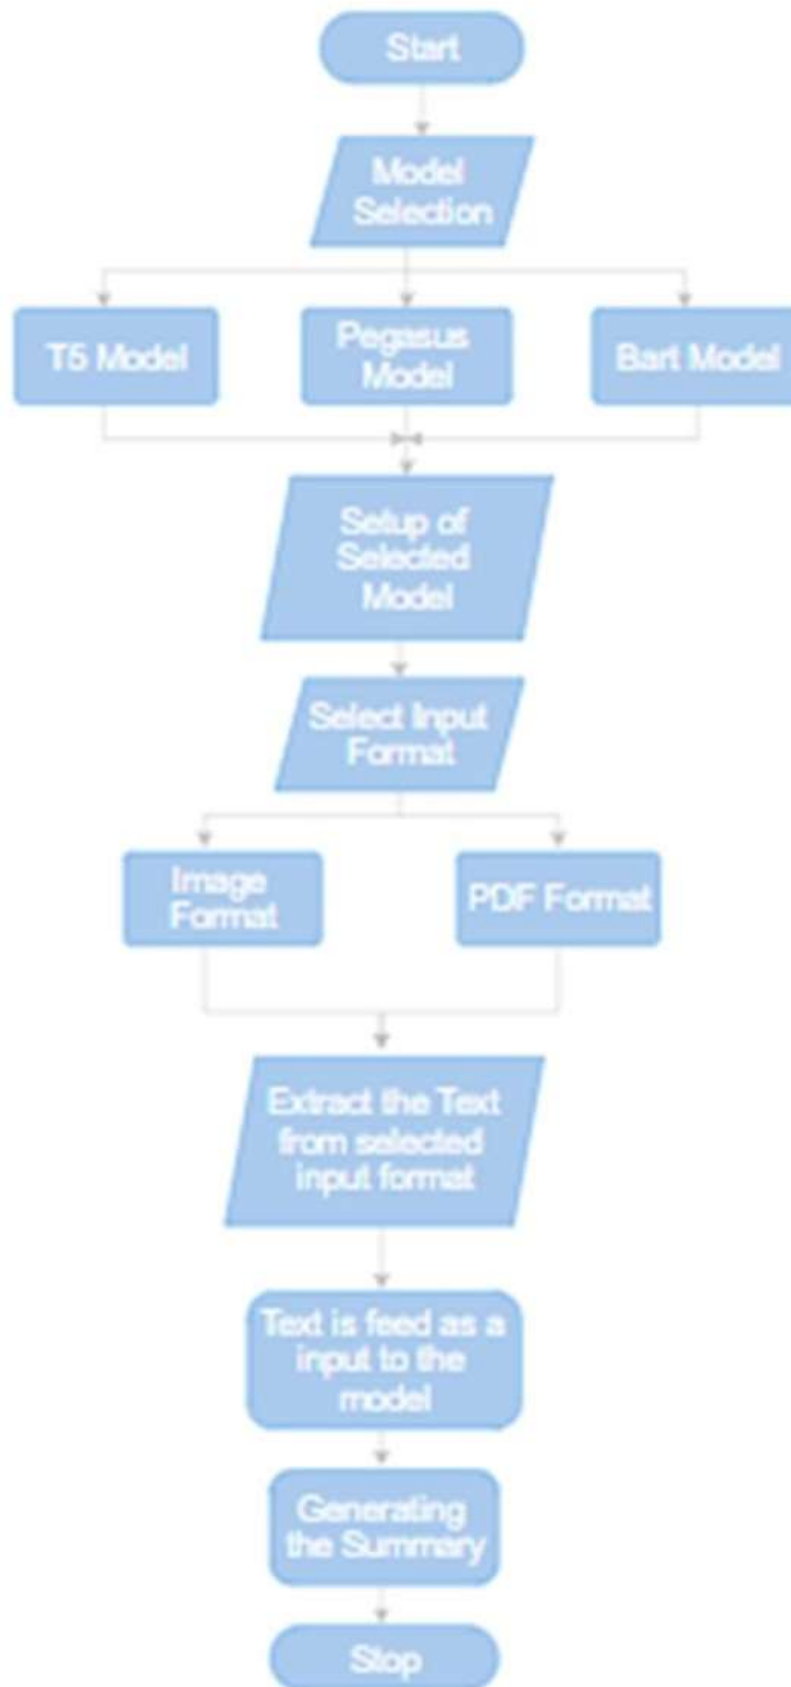 Start
Model
Selection
T5 Model
Pegasus
Model
Bart Model
Setup of
Selected
Model
Select Input
Format
Image
Format
PDF Format
Extract the Text
from selected
input format
Text is feed as a
input to the
model
Generating
the Summary
Stop